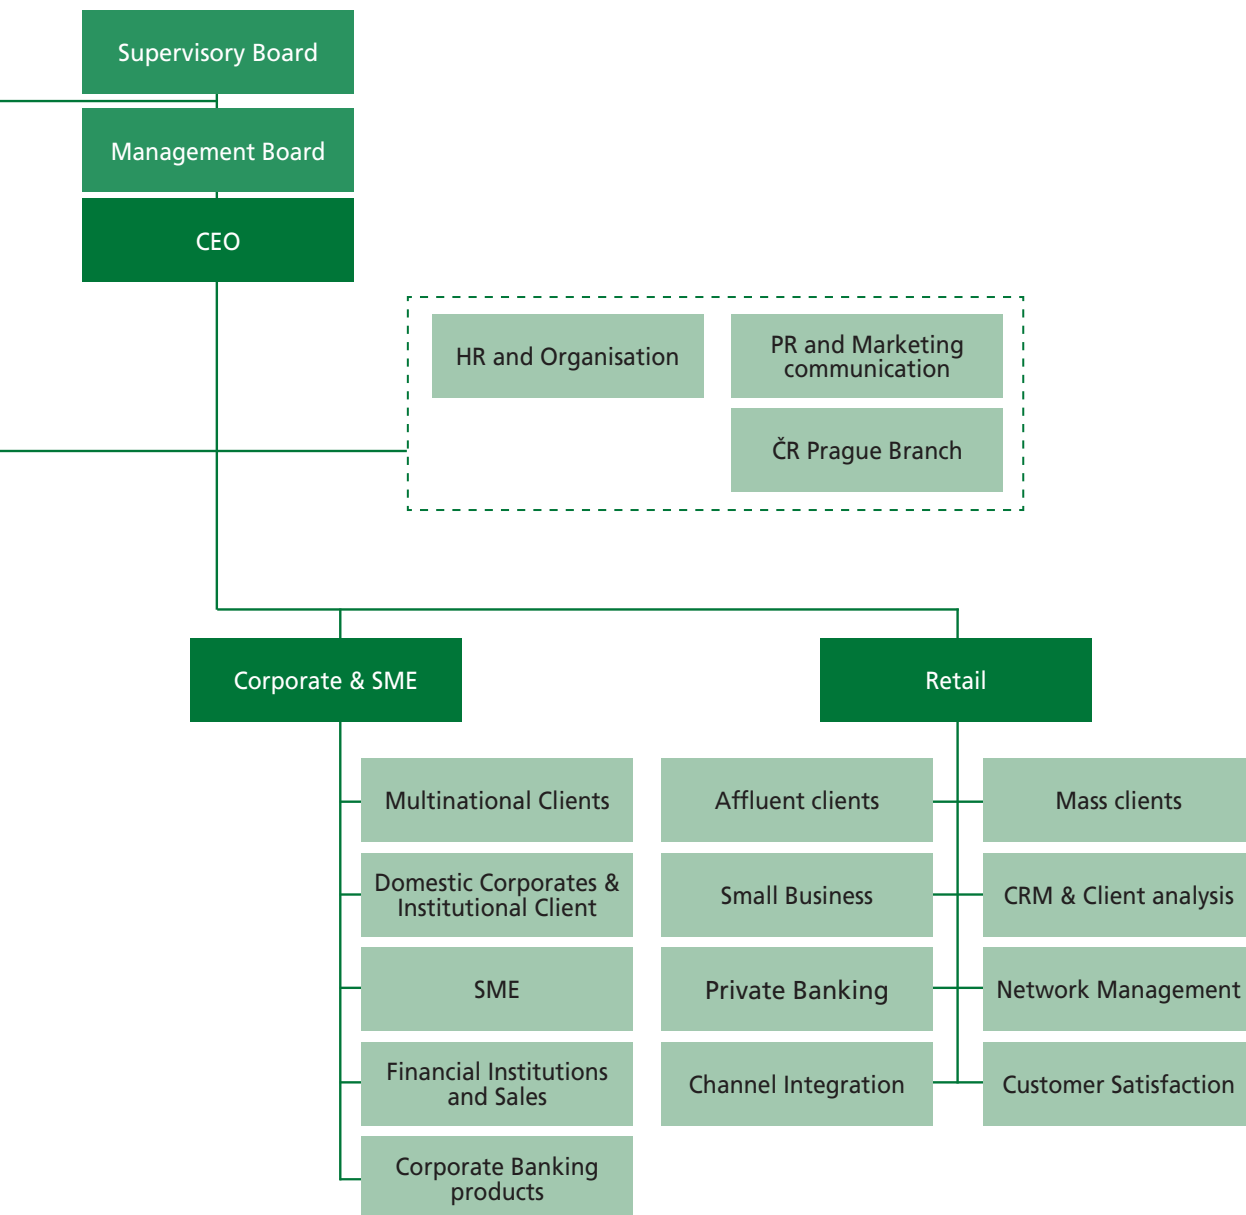 Supervisory Board
Management Board
CEO
HR and Organisation
PR and Marketing
communication
ČR Prague Branch
Corporate & SME
Retail
Multinational Clients
Domestic Corporates &
Institutional Client
SME
Financial Institutions
and Sales
Corporate Banking
products
Affluent clients
Small Business
Private Banking
Channel Integration
Mass clients
CRM & Client analysis
Network Management
Customer Satisfaction